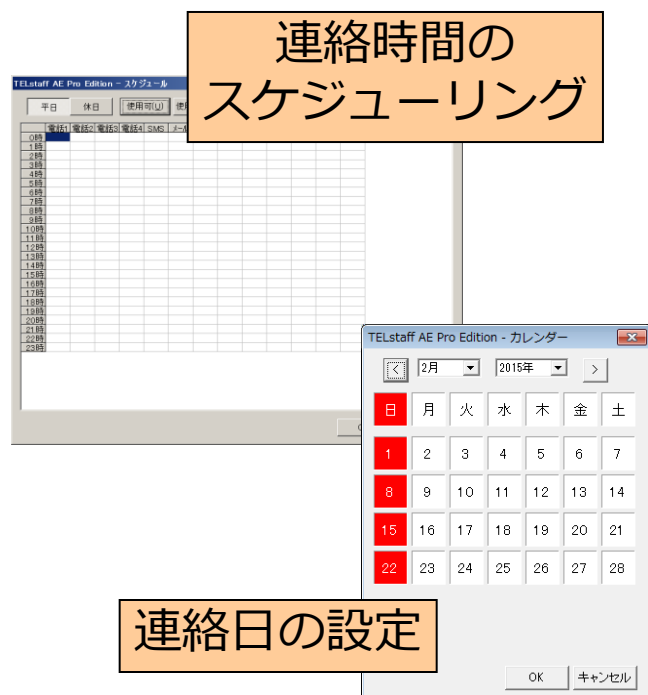 連絡時間の
スケジューリング
TELstaff AE Pro Edition - スケジュール
平日 休日 使用可(U)
電話1 電話2 電話3 電話4 SMS
0時
1時
2時
3時
4時
5時
6時
7時
8時
9時
10時
11時
12時
13時
14時
15時
16時
17時
18時
19時
20時
21時
22時
23時
TELstaff AE Pro Edition - カレンダー
< 2月 2015年 >
日 月 火 水 木 金 土
1 2 3 4 5 6 7
8 9 10 11 12 13 14
15 16 17 18 19 20 21
22 23 24 25 26 27 28
連絡日の設定
OK キャンセル